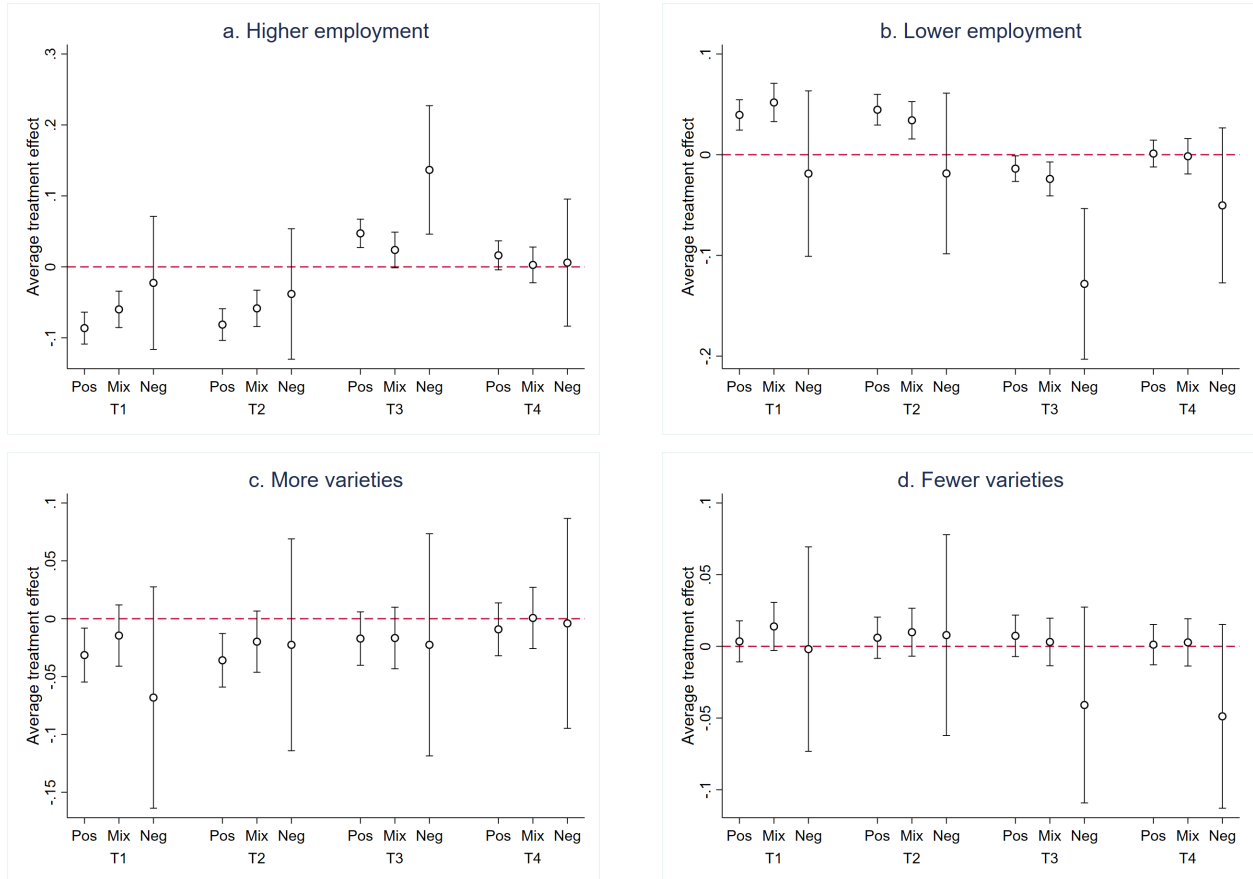 a. Higher employment
Average treatment effect
.3
.2
.1
0
-.1
Pos Mix Neg Pos Mix Neg Pos Mix Neg Pos Mix Neg
T1 T2 T3 T4
b. Lower employment
Average treatment effect
.1
0
-.1
-.2
Pos Mix Neg Pos Mix Neg Pos Mix Neg Pos Mix Neg
T1 T2 T3 T4
c. More varieties
Average treatment effect
.1
.05
0
-.05
-.1
-.15
Pos Mix Neg Pos Mix Neg Pos Mix Neg Pos Mix Neg
T1 T2 T3 T4
d. Fewer varieties
Average treatment effect
.1
.05
0
-.05
-.1
Pos Mix Neg Pos Mix Neg Pos Mix Neg Pos Mix Neg
T1 T2 T3 T4